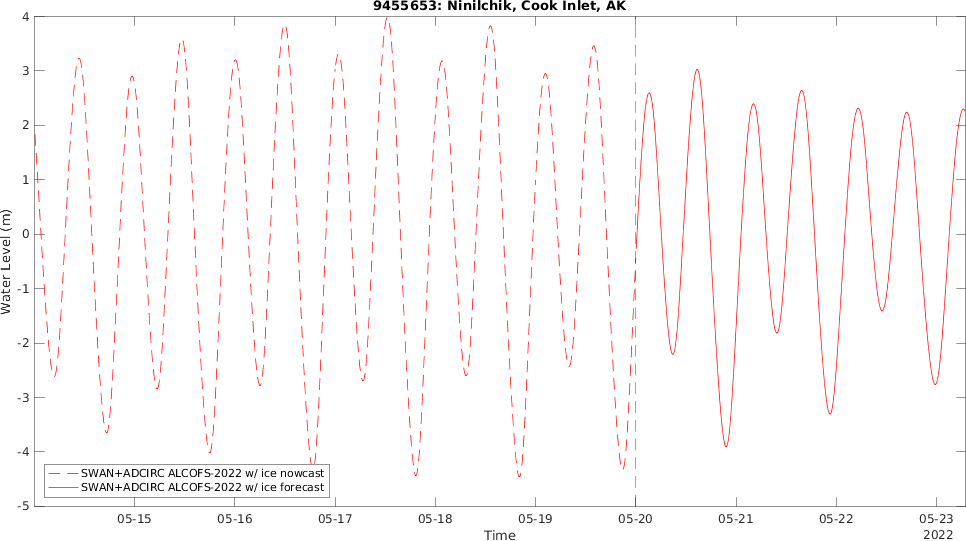 9455653: Ninilchik, Cook Inlet, AK
4
3
2
1
0
-1
-2
-3
-4
-5
Water Level (m)
SWAN+ADCIRC ALCOFS-2022 w/ ice nowcast
SWAN+ADCIRC ALCOFS-2022 w/ ice forecast
05-15 05-16 05-17 05-18 05-19 05-20 05-21 05-22 05-23
Time 2022